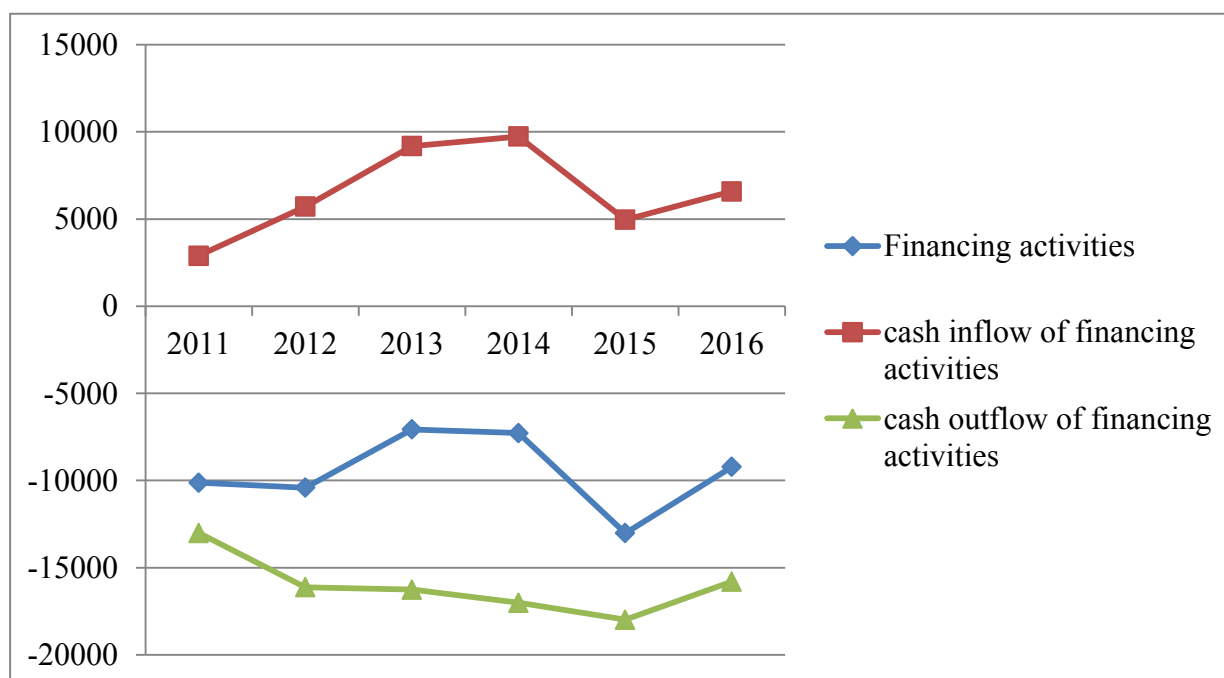 15000
10000
5000
0
2011 2012 2013 2014 2015 2016
-5000
-10000
-15000
-20000
Financing activities
cash inflow of financing
activities
cash outflow of financing
activities